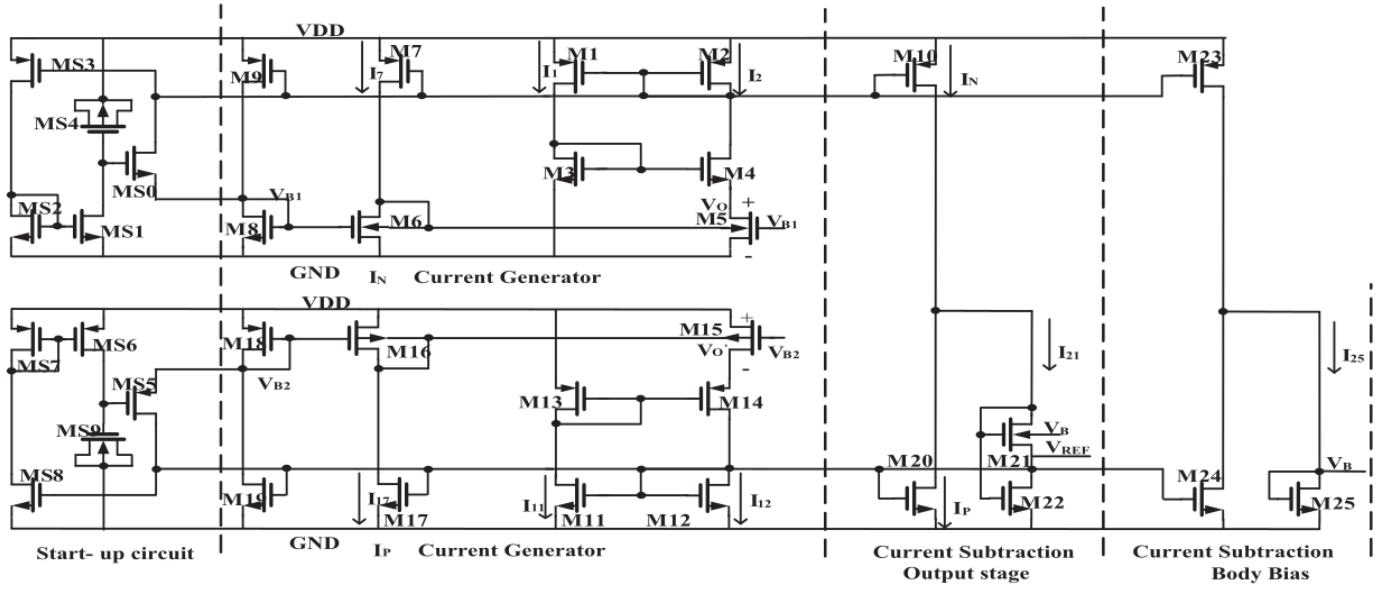 VDD
MS3
M9
I7
M7
I1
M1
M2
I2
M10
IN
M23
MS4
MS0
M3
M4
MS2
MS1
VB1
M8
M6
VO
+
M5
VB1
-
GND
IN Current Generator
VDD
MS7
MS6
M18
M16
M15
+
VO'
VB2
-
I21
I25
MS5
VB2
M13
M14
MS9
VB
VREF
MS8
M20
M21
M24
VB
M19
I17
M17
I11
M11
M12
I12
IP
M22
M25
GND
IP Current Generator
Start- up circuit
Current Subtraction
Output stage
Current Subtraction
Body Bias